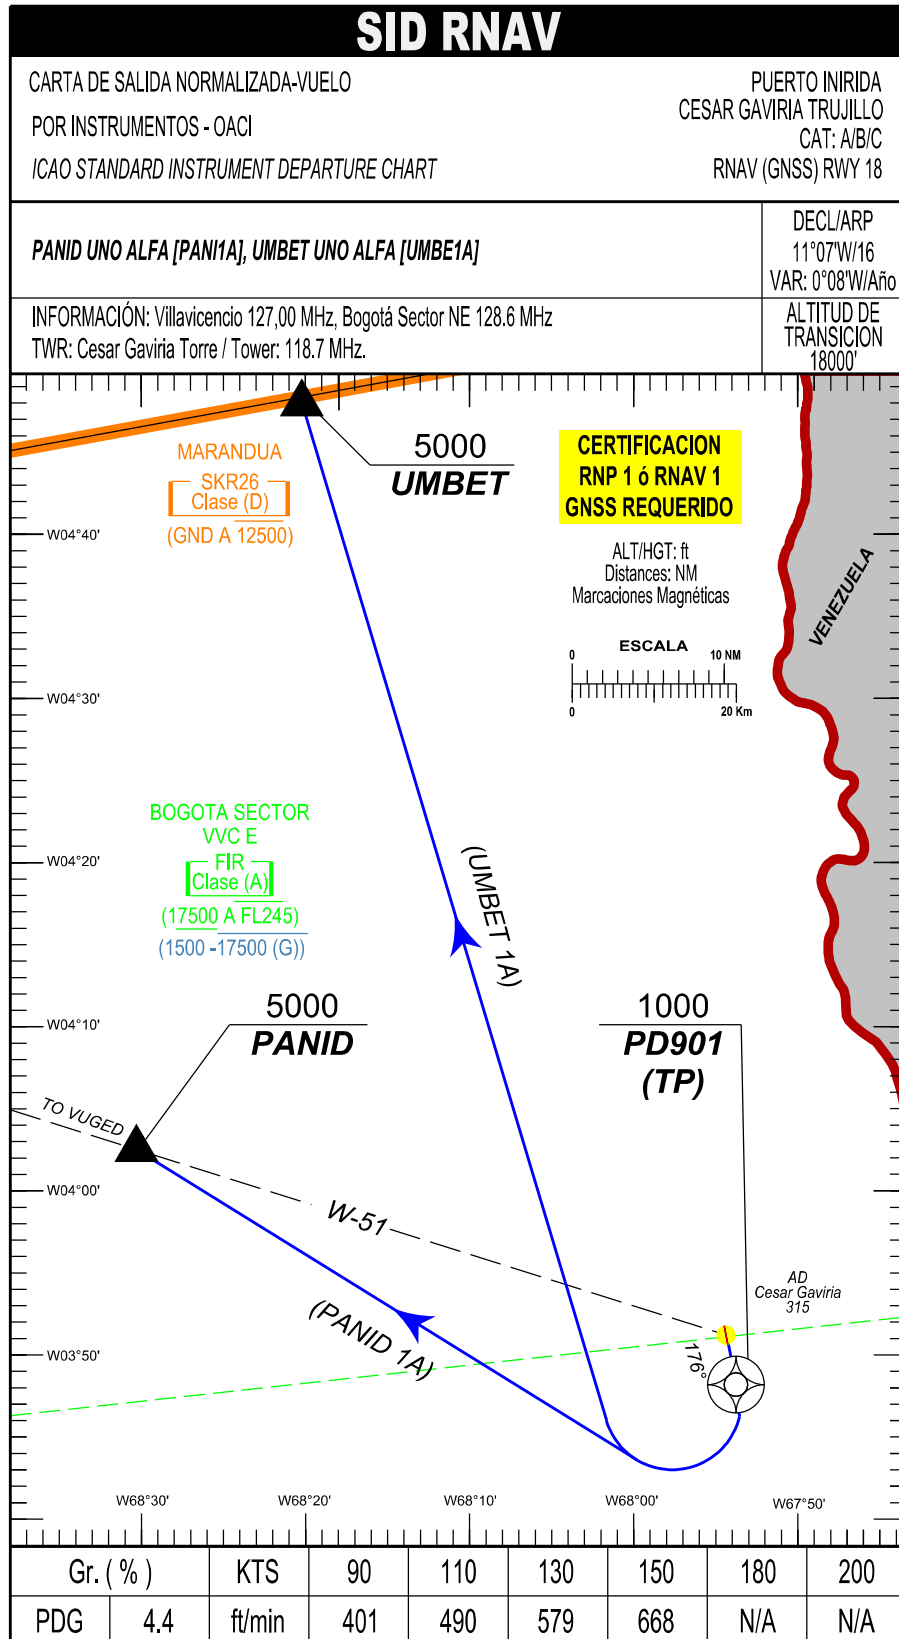 SID RNAV
CARTA DE SALIDA NORMALIZADA-VUELO
POR INSTRUMENTOS - OACI
ICAO STANDARD INSTRUMENT DEPARTURE CHART
PUERTO INIRIDA
CESAR GAVIRIA TRUJILLO
CAT: A/B/C
RNAV (GNSS) RWY 18
PANID UNO ALFA [PANI1A], UMBET UNO ALFA [UMBE1A]
DECL/ARP
11°07'W/16
VAR: 0°08'W/Año
INFORMACIÓN: Villavicencio 127,00 MHz, Bogotá Sector NE 128.6 MHz
TWR: Cesar Gaviria Torre / Tower: 118.7 MHz.
ALTITUD DE
TRANSICION
18000'
MARANDUA
SKR26
Clase (D)
(GND A 12500)
5000
UMBET
CERTIFICACION
RNP 1 ó RNAV 1
GNSS REQUERIDO
ALT/HGT: ft
Distances: NM
Marcaciones Magnéticas
VENEZUELA
ESCALA
0 10 NM
0 20 Km
W04°40'
W04°30'
BOGOTA SECTOR
VVC E
FIR
Clase (A)
(17500 A FL245)
(1500 -17500 (G))
W04°20'
(UMBET 1A)
5000
PANID
1000
PD901
(TP)
W04°10'
TO VUGED
W04°00'
W-51
AD
Cesar Gaviria
315
(PANID 1A)
176°
W03°50'
W68°30' W68°20' W68°10' W68°00' W67°50'
Gr. ( % ) KTS 90 110 130 150 180 200
PDG 4.4 ft/min 401 490 579 668 N/A N/A